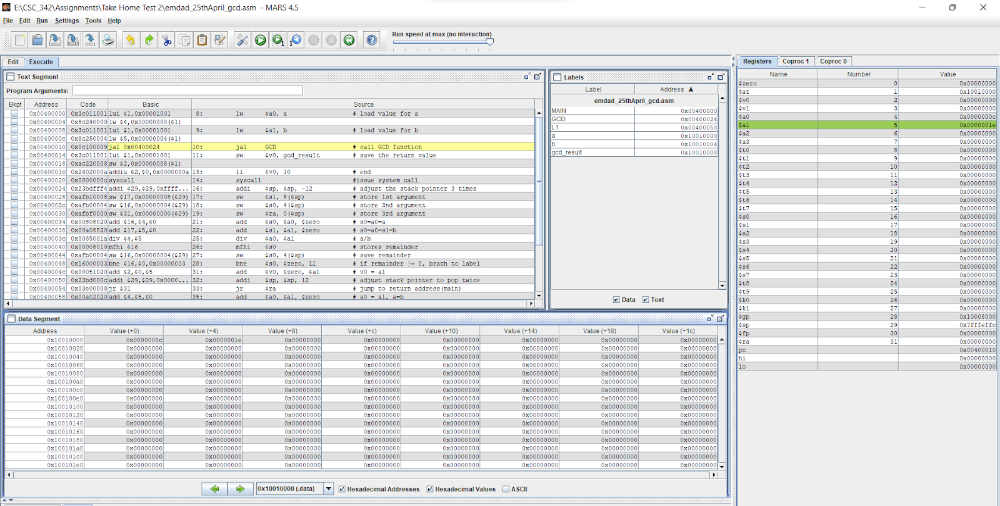 E:\CSC_342\Assignments\Take Home Test 2\emdad_25thApril_gcd.asm - MARS 4.5
File Edit Run Settings Tools Help
Run speed at max (no interaction)
Edit Execute
Text Segment
Program Arguments:
Bkpt Address Code Basic Source
0x00400000 0x3c011001 lui $1,0x00001001 8: lw $a0, a # load value for a
0x00400004 0x8c240000 lw $4,0x00000000($1)
0x00400008 0x3c011001 lui $1,0x00001001 9: lw $a1, b # load value for b
0x0040000c 0x8c250004 lw $5,0x00000004($1)
0x00400010 0x0c100009 jal 0x00400024 10: jal GCD # call GCD function
0x00400014 0x3c011001 lui $1,0x00001001 11: sw $v0, gcd_result # save the return value
0x00400018 0xac220008 sw $2,0x00000008($1)
0x0040001c 0x2402000a addiu $2,$0,0x0000000a 13: li $v0, 10 # end
0x00400020 0x0000000c syscall 14: syscall #issue system call
0x00400024 0x23bdfff4 addi $29,$29,0xffff... 16: addi $sp, $sp, -12 # adjust the stack pointer 3 times
0x00400028 0xafb10008 sw $17,0x00000008($29) 17: sw $s1, 8($sp) # store 1st argument
0x0040002c 0xafb00004 sw $16,0x00000004($29) 18: sw $s0, 4($sp) # store 2nd argument
0x00400030 0xafbf0000 sw $31,0x00000000($29) 19: sw $ra, 0($sp) # store 3rd argument
0x00400034 0x00808020 add $16,$4,$0 21: add $s0, $a0, $zero # s0=a0=a
0x00400038 0x00a08820 add $17,$5,$0 22: add $s1, $a1, $zero # s0=a0=s1=b
0x0040003c 0x0085001a div $4,$5 25: div $a0, $a1 # a/b
0x00400040 0x00008010 mfhi $16 26: mfhi $s0 # stores remainder
0x00400044 0xafb00004 sw $16,0x00000004($29) 27: sw $s0, 4($sp) # save remainder
0x00400048 0x16000003 bne $16,$0,0x00000003 28: bne $s0, $zero, L1 # if remainder != 0, brach to label
0x0040004c 0x00051020 add $2,$0,$5 31: add $v0, $zero, $a1 # v0 = a1
0x00400050 0x23bd000c addi $29,$29,0x0000... 32: addi $sp, $sp, 12 # adjust stack pointer to pop twice
0x00400054 0x03e00008 jr $31 33: jr $ra # jump to return address(main)
0x00400058 0x00a02020 add $4,$5,$0 35: add $a0, $a1, $zero # a0 = a1, a=b
Labels
Label Address ▲
emdad_25thApril_gcd.asm
MAIN 0x00400000
GCD 0x00400024
L1 0x00400058
a 0x10010000
b 0x10010004
gcd_result 0x10010008
Data Text
Data Segment
Address Value (+0) Value (+4) Value (+8) Value (+c) Value (+10) Value (+14) Value (+18) Value (+1c)
0x10010000 0x0000000c 0x0000001e 0x00000000 0x00000000 0x00000000 0x00000000 0x00000000 0x00000000
0x10010020 0x00000000 0x00000000 0x00000000 0x00000000 0x00000000 0x00000000 0x00000000 0x00000000
0x10010040 0x00000000 0x00000000 0x00000000 0x00000000 0x00000000 0x00000000 0x00000000 0x00000000
0x10010060 0x00000000 0x00000000 0x00000000 0x00000000 0x00000000 0x00000000 0x00000000 0x00000000
0x10010080 0x00000000 0x00000000 0x00000000 0x00000000 0x00000000 0x00000000 0x00000000 0x00000000
0x100100a0 0x00000000 0x00000000 0x00000000 0x00000000 0x00000000 0x00000000 0x00000000 0x00000000
0x100100c0 0x00000000 0x00000000 0x00000000 0x00000000 0x00000000 0x00000000 0x00000000 0x00000000
0x100100e0 0x00000000 0x00000000 0x00000000 0x00000000 0x00000000 0x00000000 0x00000000 0x00000000
0x10010100 0x00000000 0x00000000 0x00000000 0x00000000 0x00000000 0x00000000 0x00000000 0x00000000
0x10010120 0x00000000 0x00000000 0x00000000 0x00000000 0x00000000 0x00000000 0x00000000 0x00000000
0x10010140 0x00000000 0x00000000 0x00000000 0x00000000 0x00000000 0x00000000 0x00000000 0x00000000
0x10010160 0x00000000 0x00000000 0x00000000 0x00000000 0x00000000 0x00000000 0x00000000 0x00000000
0x10010180 0x00000000 0x00000000 0x00000000 0x00000000 0x00000000 0x00000000 0x00000000 0x00000000
0x100101a0 0x00000000 0x00000000 0x00000000 0x00000000 0x00000000 0x00000000 0x00000000 0x00000000
0x100101c0 0x00000000 0x00000000 0x00000000 0x00000000 0x00000000 0x00000000 0x00000000 0x00000000
0x100101e0 0x00000000 0x00000000 0x00000000 0x00000000 0x00000000 0x00000000 0x00000000 0x00000000
0x10010000 (.data) Hexadecimal Addresses Hexadecimal Values ASCII
Registers Coproc 1 Coproc 0
Name Number Value
$zero 0 0x00000000
$at 1 0x10010000
$v0 2 0x00000000
$v1 3 0x00000000
$a0 4 0x0000000c
$a1 5 0x0000001e
$a2 6 0x00000000
$a3 7 0x00000000
$t0 8 0x00000000
$t1 9 0x00000000
$t2 10 0x00000000
$t3 11 0x00000000
$t4 12 0x00000000
$t5 13 0x00000000
$t6 14 0x00000000
$t7 15 0x00000000
$s0 16 0x00000000
$s1 17 0x00000000
$s2 18 0x00000000
$s3 19 0x00000000
$s4 20 0x00000000
$s5 21 0x00000000
$s6 22 0x00000000
$s7 23 0x00000000
$t8 24 0x00000000
$t9 25 0x00000000
$k0 26 0x00000000
$k1 27 0x00000000
$gp 28 0x10008000
$sp 29 0x7fffeffc
$fp 30 0x00000000
$ra 31 0x00000000
pc 0x00400010
hi 0x00000000
lo 0x00000000